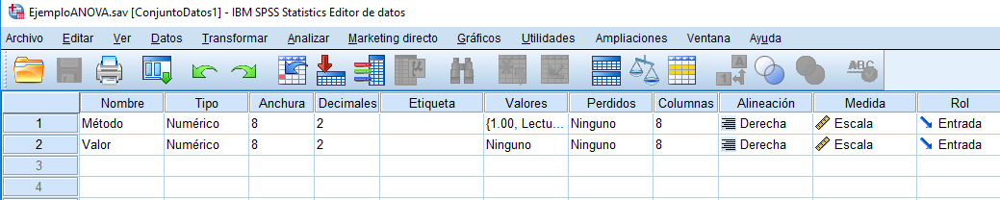 EjemploANOVA.sav [ConjuntoDatos1] - IBM SPSS Statistics Editor de datos
Archivo Editar Ver Datos Transformar Analizar Marketing directo Gráficos Utilidades Ampliaciones Ventana Ayuda
Nombre Tipo Anchura Decimales Etiqueta Valores Perdidos Columnas Alineación Medida Rol
1 Método Numérico 8 2 {1.00, Lectu... Ninguno 8 Derecha Escala Entrada
2 Valor Numérico 8 2 Ninguno Ninguno 8 Derecha Escala Entrada
3
4